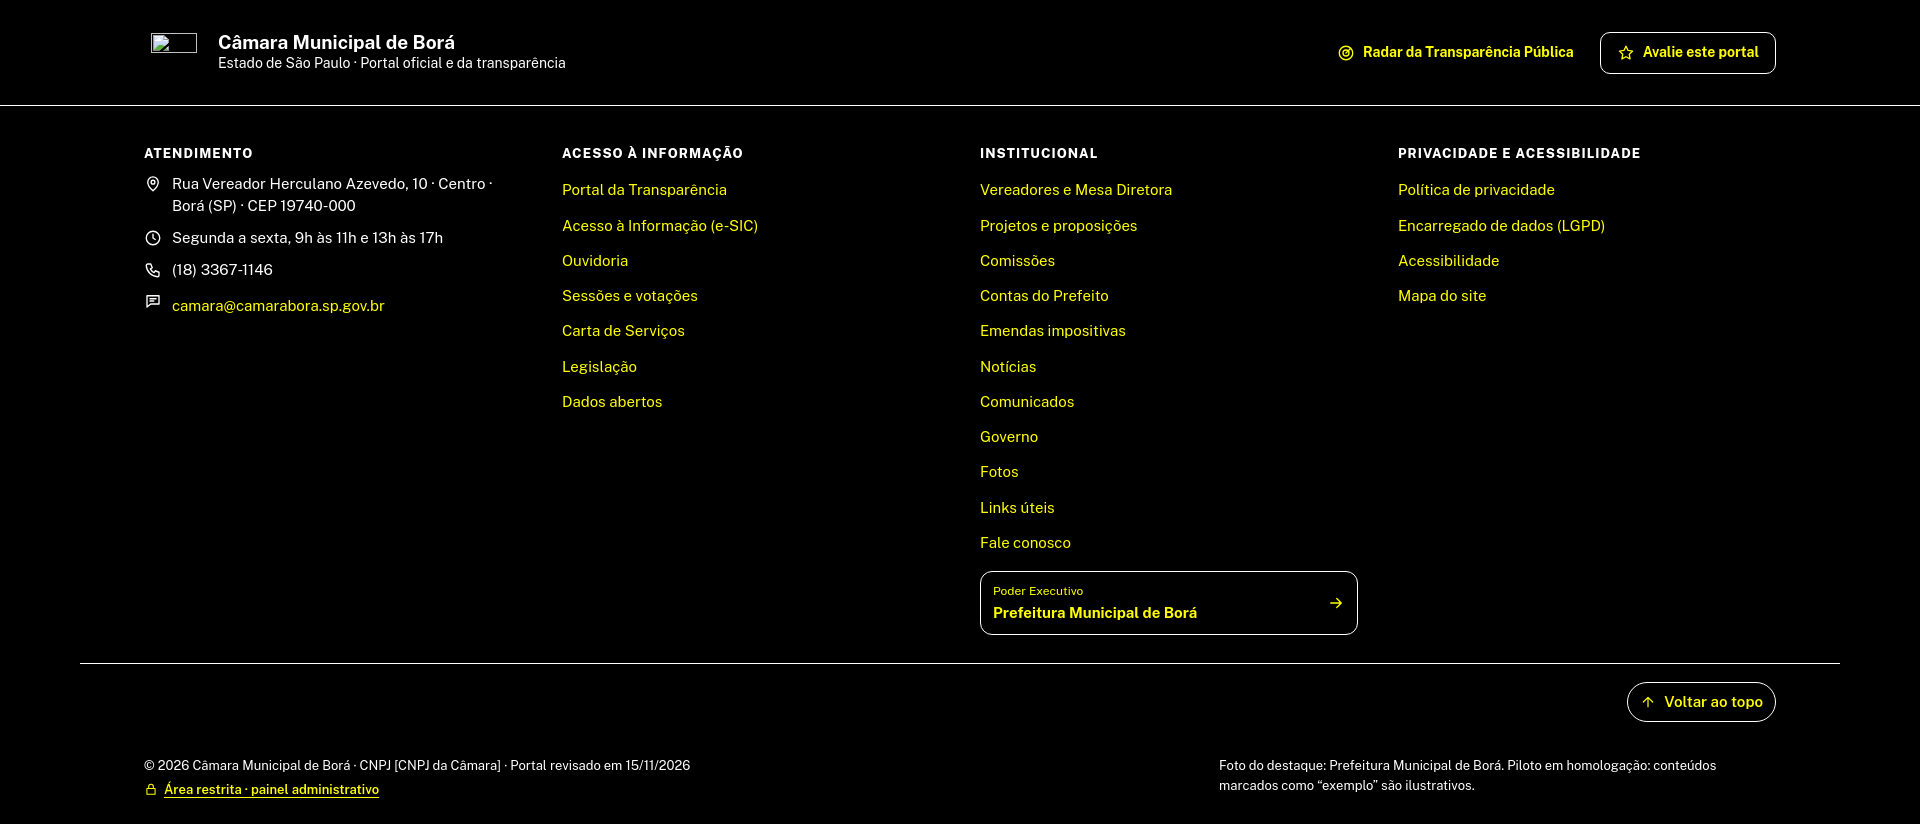 Câmara Municipal de Borá
Estado de São Paulo · Portal oficial e da transparência
Radar da Transparência Pública
Avalie este portal
ATENDIMENTO
Rua Vereador Herculano Azevedo, 10 · Centro ·
Borá (SP) · CEP 19740-000
Segunda a sexta, 9h às 11h e 13h às 17h
(18) 3367-1146
camara@camarabora.sp.gov.br
ACESSO À INFORMAÇÃO
Portal da Transparência
Acesso à Informação (e-SIC)
Ouvidoria
Sessões e votações
Carta de Serviços
Legislação
Dados abertos
INSTITUCIONAL
Vereadores e Mesa Diretora
Projetos e proposições
Comissões
Contas do Prefeito
Emendas impositivas
Notícias
Comunicados
Governo
Fotos
Links úteis
Fale conosco
Poder Executivo
Prefeitura Municipal de Borá
PRIVACIDADE E ACESSIBILIDADE
Política de privacidade
Encarregado de dados (LGPD)
Acessibilidade
Mapa do site
Voltar ao topo
© 2026 Câmara Municipal de Borá · CNPJ [CNPJ da Câmara] · Portal revisado em 15/11/2026
Área restrita · painel administrativo
Foto do destaque: Prefeitura Municipal de Borá. Piloto em homologação: conteúdos
marcados como “exemplo” são ilustrativos.